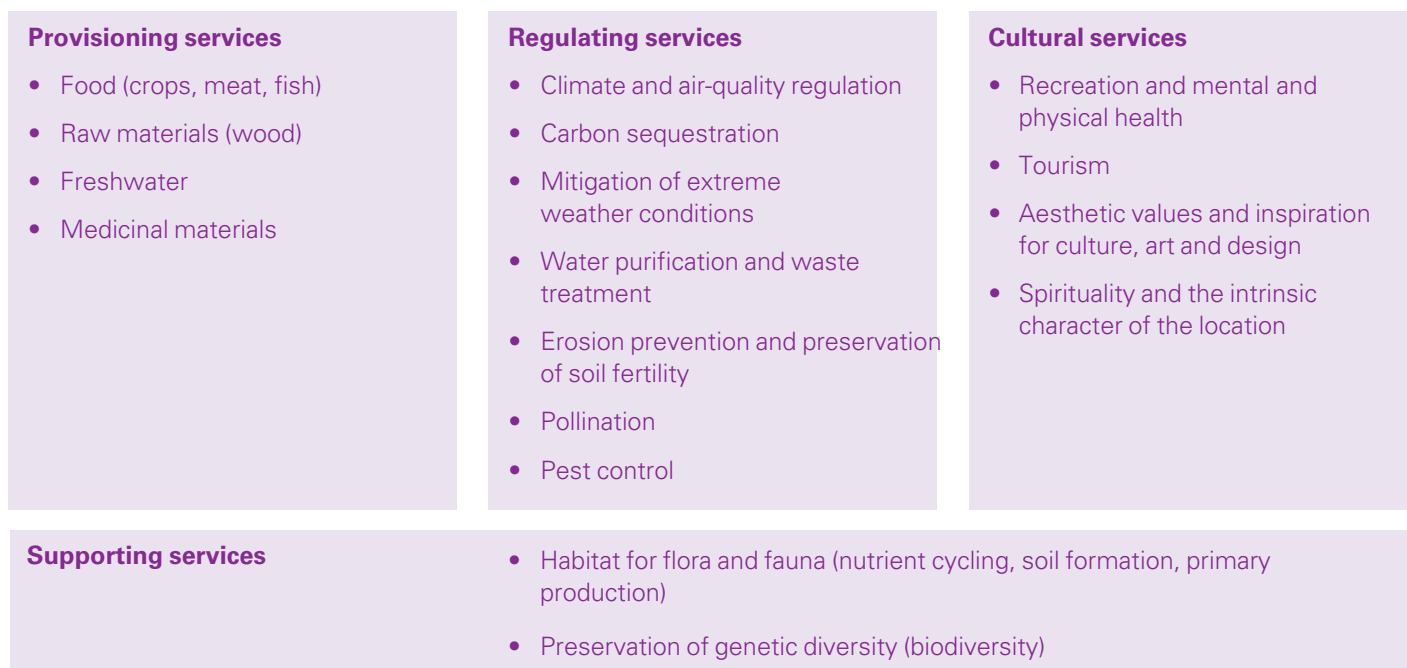 Provisioning services
• Food (crops, meat, fish)
• Raw materials (wood)
• Freshwater
• Medicinal materials
Regulating services
• Climate and air-quality regulation
• Carbon sequestration
• Mitigation of extreme
weather conditions
• Water purification and waste
treatment
• Erosion prevention and preservation
of soil fertility
• Pollination
• Pest control
Cultural services
• Recreation and mental and
physical health
• Tourism
• Aesthetic values and inspiration
for culture, art and design
• Spirituality and the intrinsic
character of the location
Supporting services
• Habitat for flora and fauna (nutrient cycling, soil formation, primary
production)
• Preservation of genetic diversity (biodiversity)